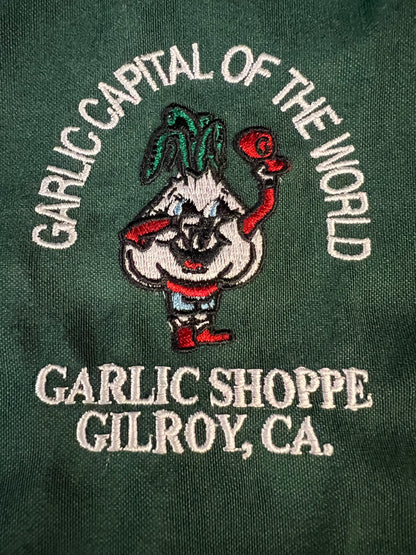 GARLIC CAPITAL OF THE WORLD
GARLIC SHOPPE
GILROY, CA.